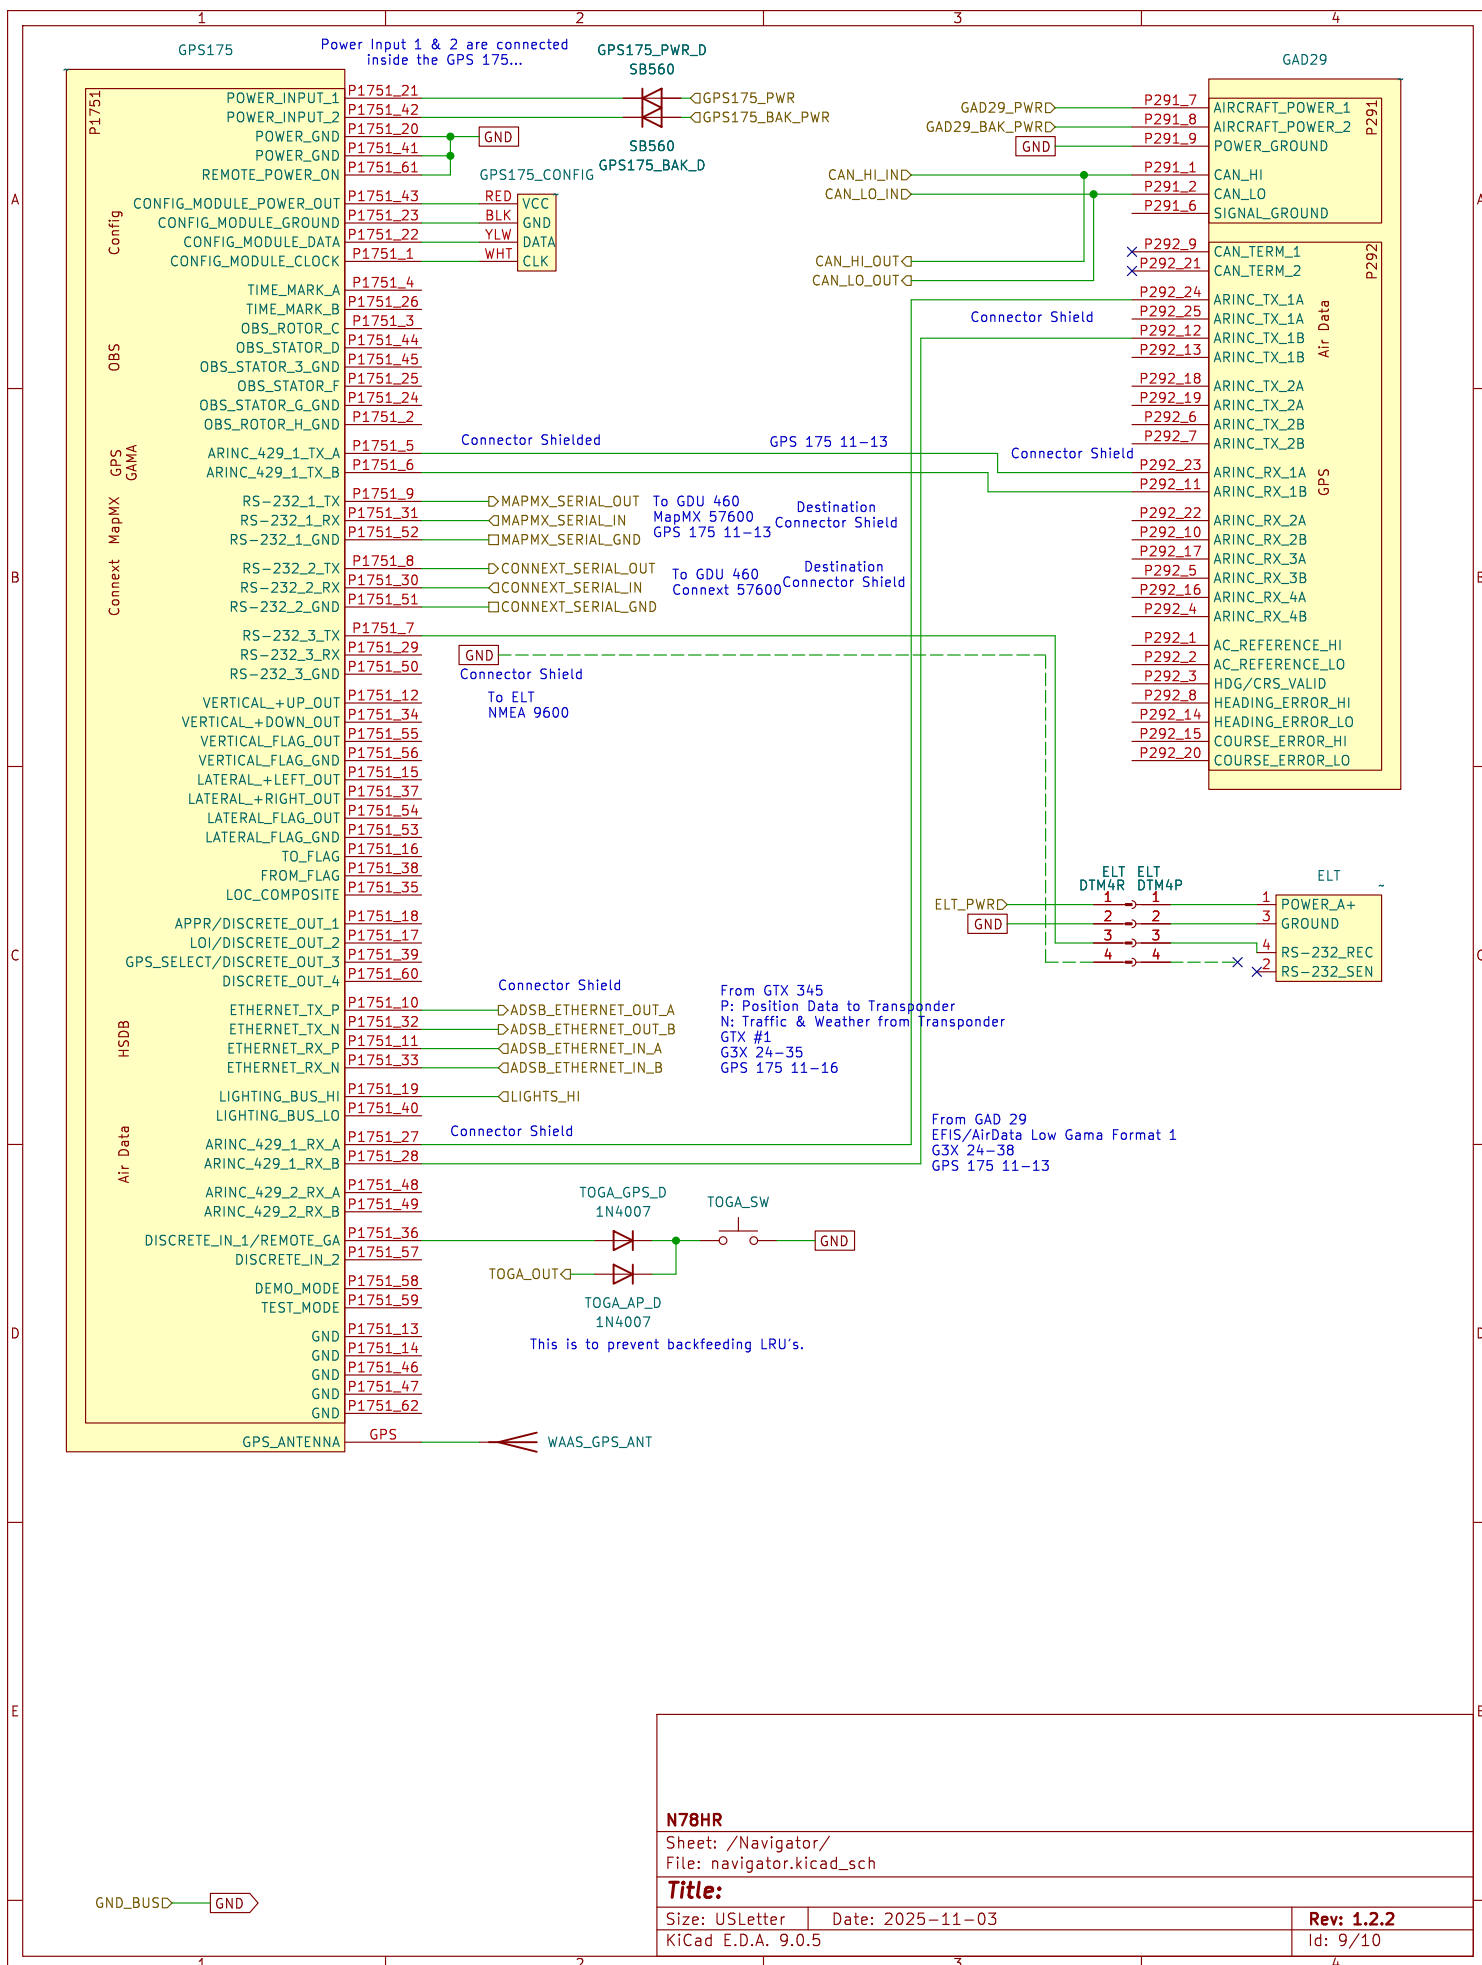 1 2 3 4
A
B
C
D
E
A
B
C
D
E
GPS175
Power Input 1 & 2 are connected
inside the GPS 175...
P1751
POWER_INPUT_1 P1751_21
POWER_INPUT_2 P1751_42
POWER_GND P1751_20
POWER_GND P1751_41
REMOTE_POWER_ON P1751_61
GND
GPS175_PWR_D
SB560
GPS175_PWR
GPS175_BAK_PWR
SB560
GPS175_BAK_D
Config
CONFIG_MODULE_POWER_OUT P1751_43
CONFIG_MODULE_GROUND P1751_23
CONFIG_MODULE_DATA P1751_22
CONFIG_MODULE_CLOCK P1751_1
GPS175_CONFIG
RED VCC
BLK GND
YLW DATA
WHT CLK
OBS
TIME_MARK_A P1751_4
TIME_MARK_B P1751_26
OBS_ROTOR_C P1751_3
OBS_STATOR_D P1751_44
OBS_STATOR_3_GND P1751_45
OBS_STATOR_F P1751_25
OBS_STATOR_G_GND P1751_24
OBS_ROTOR_H_GND P1751_2
GPS
GAMA
ARINC_429_1_TX_A P1751_5
ARINC_429_1_TX_B P1751_6
Connector Shielded
GPS 175 11-13
Connector Shield
MapMX
RS-232_1_TX P1751_9 MAPMX_SERIAL_OUT
RS-232_1_RX P1751_31 MAPMX_SERIAL_IN
RS-232_1_GND P1751_52 MAPMX_SERIAL_GND
To GDU 460
MapMX 57600
GPS 175 11-13
Destination
Connector Shield
Connext
RS-232_2_TX P1751_8 CONNEXT_SERIAL_OUT
RS-232_2_RX P1751_30 CONNEXT_SERIAL_IN
RS-232_2_GND P1751_51 CONNEXT_SERIAL_GND
To GDU 460
Connext 57600
Destination
Connector Shield
RS-232_3_TX P1751_7
RS-232_3_RX P1751_29
RS-232_3_GND P1751_50
GND
Connector Shield
To ELT
NMEA 9600
VERTICAL_+UP_OUT P1751_12
VERTICAL_+DOWN_OUT P1751_34
VERTICAL_FLAG_OUT P1751_55
VERTICAL_FLAG_GND P1751_56
LATERAL_+LEFT_OUT P1751_15
LATERAL_+RIGHT_OUT P1751_37
LATERAL_FLAG_OUT P1751_54
LATERAL_FLAG_GND P1751_53
TO_FLAG P1751_16
FROM_FLAG P1751_38
LOC_COMPOSITE P1751_35
APPR/DISCRETE_OUT_1 P1751_18
LOI/DISCRETE_OUT_2 P1751_17
GPS_SELECT/DISCRETE_OUT_3 P1751_39
DISCRETE_OUT_4 P1751_60
HSDB
Connector Shield
ETHERNET_TX_P P1751_10 ADSB_ETHERNET_OUT_A
ETHERNET_TX_N P1751_32 ADSB_ETHERNET_OUT_B
ETHERNET_RX_P P1751_11 ADSB_ETHERNET_IN_A
ETHERNET_RX_N P1751_33 ADSB_ETHERNET_IN_B
From GTX 345
P: Position Data to Transponder
N: Traffic & Weather from Transponder
GTX #1
G3X 24-35
GPS 175 11-16
LIGHTING_BUS_HI P1751_19 LIGHTS_HI
LIGHTING_BUS_LO P1751_40
Air Data
Connector Shield
ARINC_429_1_RX_A P1751_27
ARINC_429_1_RX_B P1751_28
From GAD 29
EFIS/AirData Low Gama Format 1
G3X 24-38
GPS 175 11-13
ARINC_429_2_RX_A P1751_48
ARINC_429_2_RX_B P1751_49
DISCRETE_IN_1/REMOTE_GA P1751_36
DISCRETE_IN_2 P1751_57
TOGA_GPS_D
1N4007
TOGA_SW
GND
TOGA_OUT
TOGA_AP_D
1N4007
This is to prevent backfeeding LRU's.
DEMO_MODE P1751_58
TEST_MODE P1751_59
GND P1751_13
GND P1751_14
GND P1751_46
GND P1751_47
GND P1751_62
GPS_ANTENNA GPS WAAS_GPS_ANT
GAD29
P291
GAD29_PWR P291_7 AIRCRAFT_POWER_1
GAD29_BAK_PWR P291_8 AIRCRAFT_POWER_2
GND P291_9 POWER_GROUND
CAN_HI_IN P291_1 CAN_HI
CAN_LO_IN P291_2 CAN_LO
P291_6 SIGNAL_GROUND
CAN_HI_OUT
CAN_LO_OUT
P292
P292_9 CAN_TERM_1
P292_21 CAN_TERM_2
Connector Shield
Air Data
P292_24 ARINC_TX_1A
P292_25 ARINC_TX_1A
P292_12 ARINC_TX_1B
P292_13 ARINC_TX_1B
P292_18 ARINC_TX_2A
P292_19 ARINC_TX_2A
P292_6 ARINC_TX_2B
P292_7 ARINC_TX_2B
GPS
P292_23 ARINC_RX_1A
P292_11 ARINC_RX_1B
P292_22 ARINC_RX_2A
P292_10 ARINC_RX_2B
P292_17 ARINC_RX_3A
P292_5 ARINC_RX_3B
P292_16 ARINC_RX_4A
P292_4 ARINC_RX_4B
P292_1 AC_REFERENCE_HI
P292_2 AC_REFERENCE_LO
P292_3 HDG/CRS_VALID
P292_8 HEADING_ERROR_HI
P292_14 HEADING_ERROR_LO
P292_15 COURSE_ERROR_HI
P292_20 COURSE_ERROR_LO
ELT ELT
DTM4R DTM4P
ELT
~
ELT_PWR 1 1 1 POWER_A+
GND 2 2 3 GROUND
3 3 4 RS-232_REC
4 4 2 RS-232_SEN
GND_BUS GND
N78HR
Sheet: /Navigator/
File: navigator.kicad_sch
Title:
Size: USLetter Date: 2025-11-03 Rev: 1.2.2
KiCad E.D.A. 9.0.5 Id: 9/10
1 2 3 4